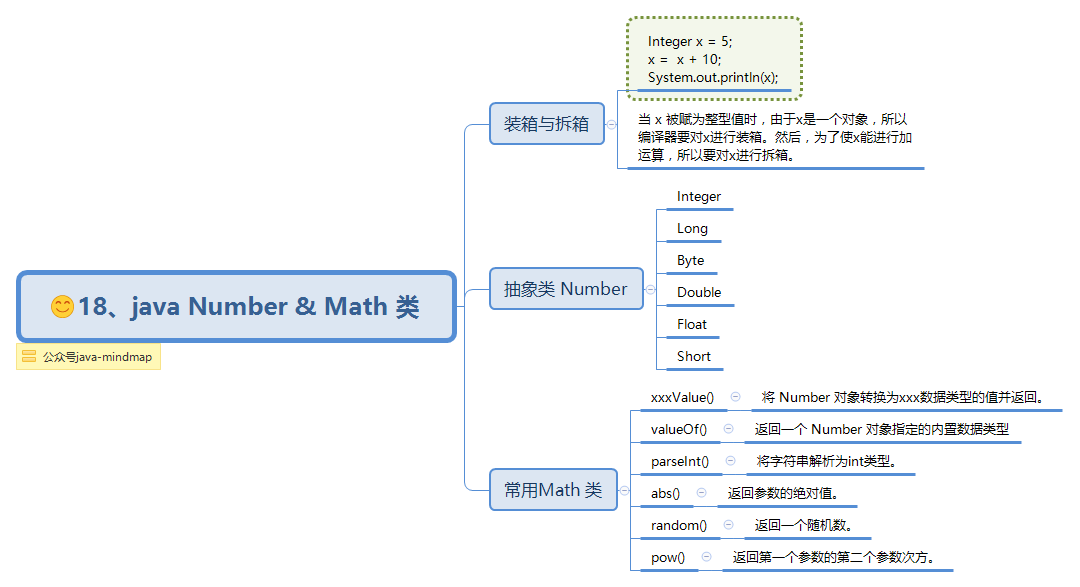 Integer x = 5;
x =  x + 10;
System.out.println(x);
装箱与拆箱
当 x 被赋为整型值时，由于x是一个对象，所以
编译器要对x进行装箱。然后，为了使x能进行加
运算，所以要对x进行拆箱。
18、java Number & Math 类
公众号java-mindmap
抽象类 Number
Integer
Long
Byte
Double
Float
Short
常用Math 类
xxxValue() 将 Number 对象转换为xxx数据类型的值并返回。
valueOf() 返回一个 Number 对象指定的内置数据类型
parseInt() 将字符串解析为int类型。
abs() 返回参数的绝对值。
random() 返回一个随机数。
pow() 返回第一个参数的第二个参数次方。